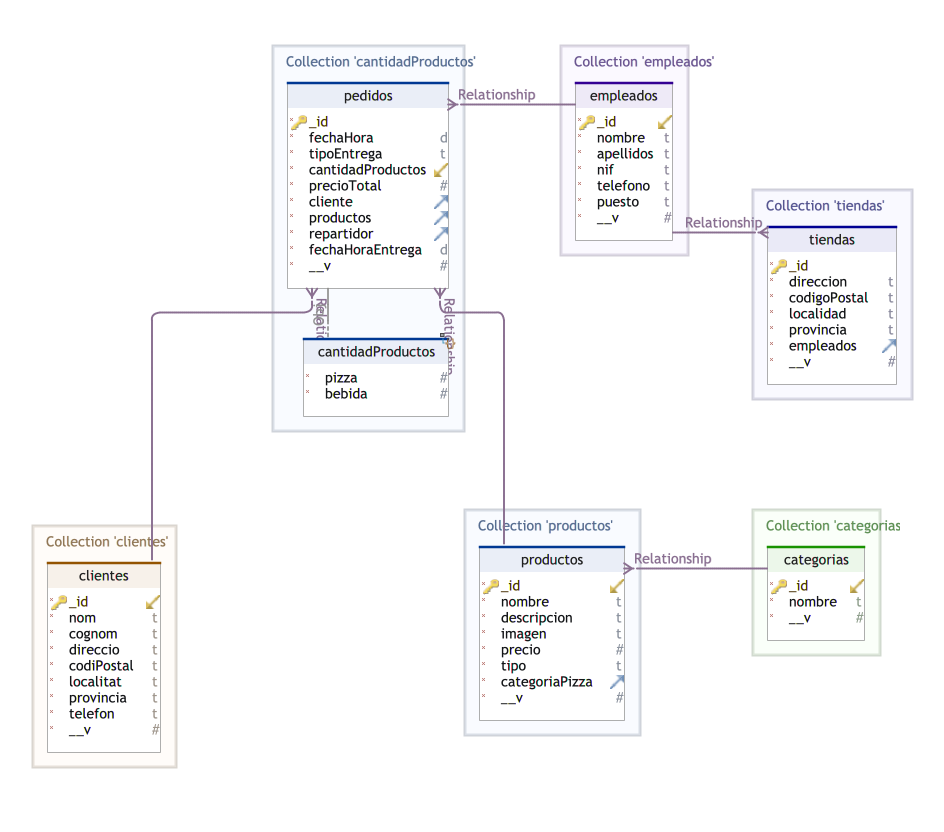 Collection 'cantidadProductos'
pedidos
_id
fechaHora d
tipoEntrega t
cantidadProductos
precioTotal #
cliente
productos
repartidor
fechaHoraEntrega d
__v #
cantidadProductos
pizza #
bebida #
Relationship
Collection 'empleados'
empleados
_id
nombre t
apellidos t
nif t
telefono t
puesto t
__v #
Relationship
Collection 'tiendas'
tiendas
_id
direccion t
codigoPostal t
localidad t
provincia t
empleados
__v #
Relationship
Collection 'clientes'
clientes
_id
nom t
cognom t
direccio t
codiPostal t
localitat t
provincia t
telefon t
__v #
Collection 'productos'
productos
_id
nombre t
descripcion t
imagen t
precio #
tipo t
categoriaPizza
__v #
Relationship
Collection 'categorias
categorias
_id
nombre t
__v #